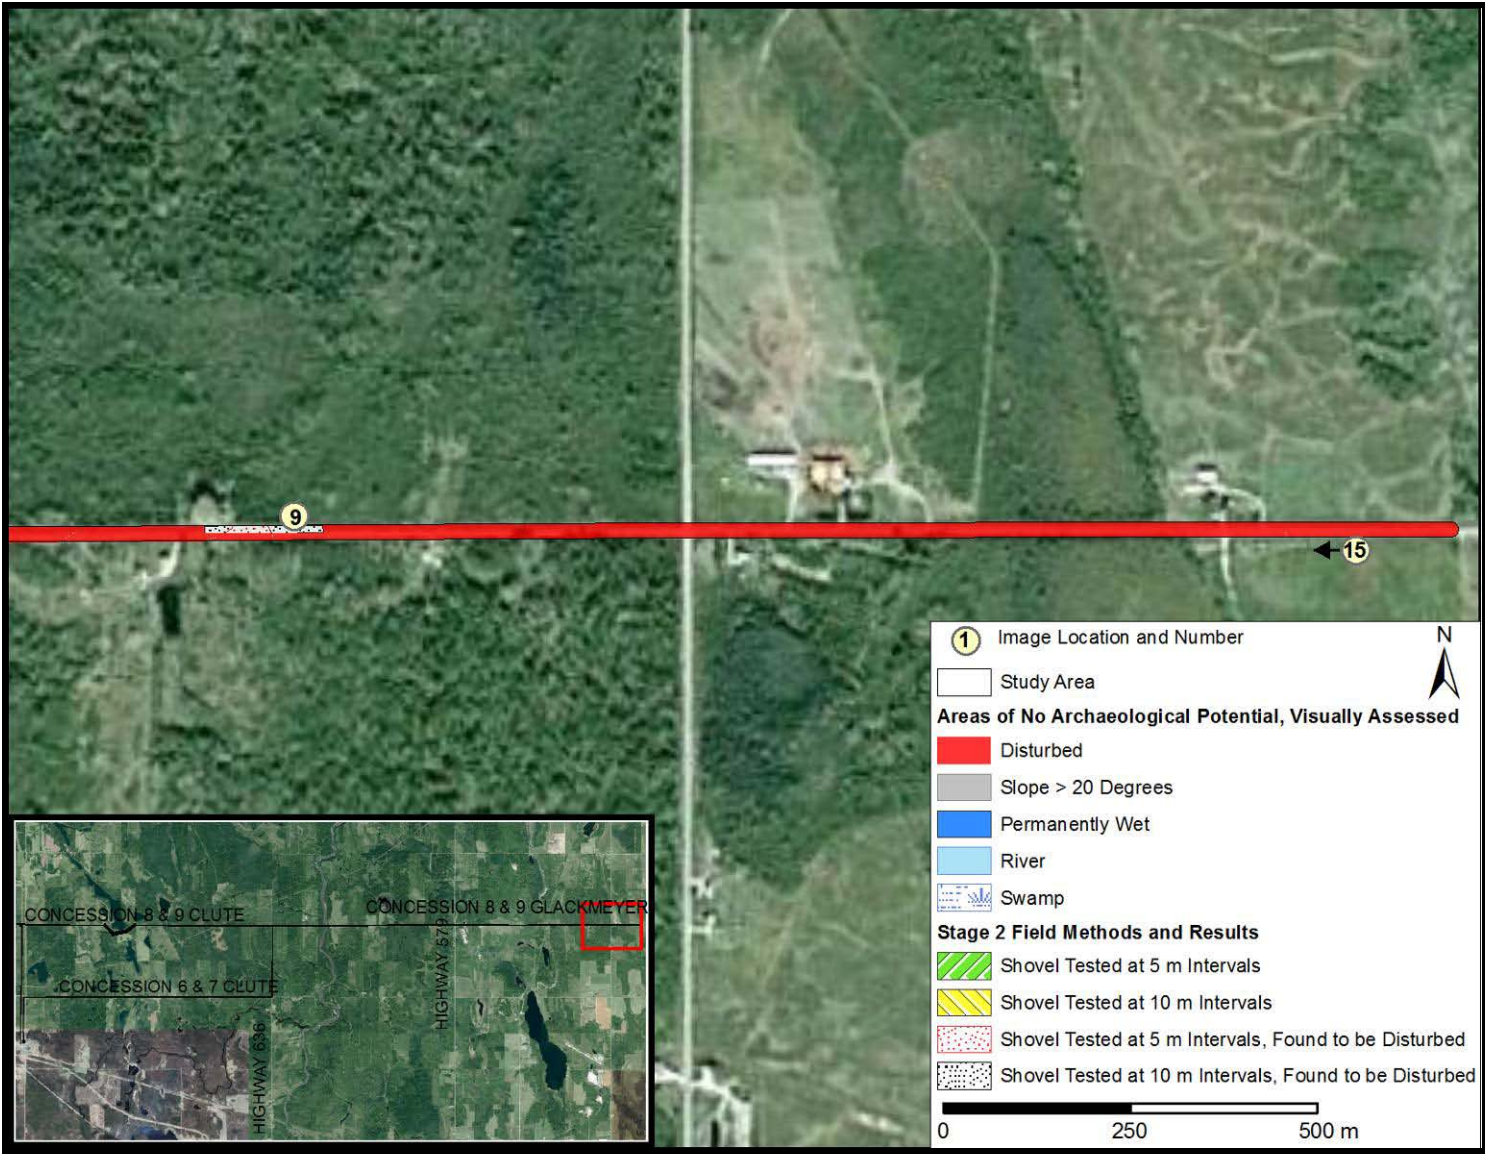 9
15
1 Image Location and Number
N
Study Area
Areas of No Archaeological Potential, Visually Assessed
Disturbed
Slope > 20 Degrees
Permanently Wet
River
Swamp
Stage 2 Field Methods and Results
Shovel Tested at 5 m Intervals
Shovel Tested at 10 m Intervals
Shovel Tested at 5 m Intervals, Found to be Disturbed
Shovel Tested at 10 m Intervals, Found to be Disturbed
0 250 500 m
CONCESSION 8 & 9 CLUTE
CONCESSION 8 & 9 GLACKMEYER
CONCESSION 6 & 7 CLUTE
HIGHWAY 579
HIGHWAY 636